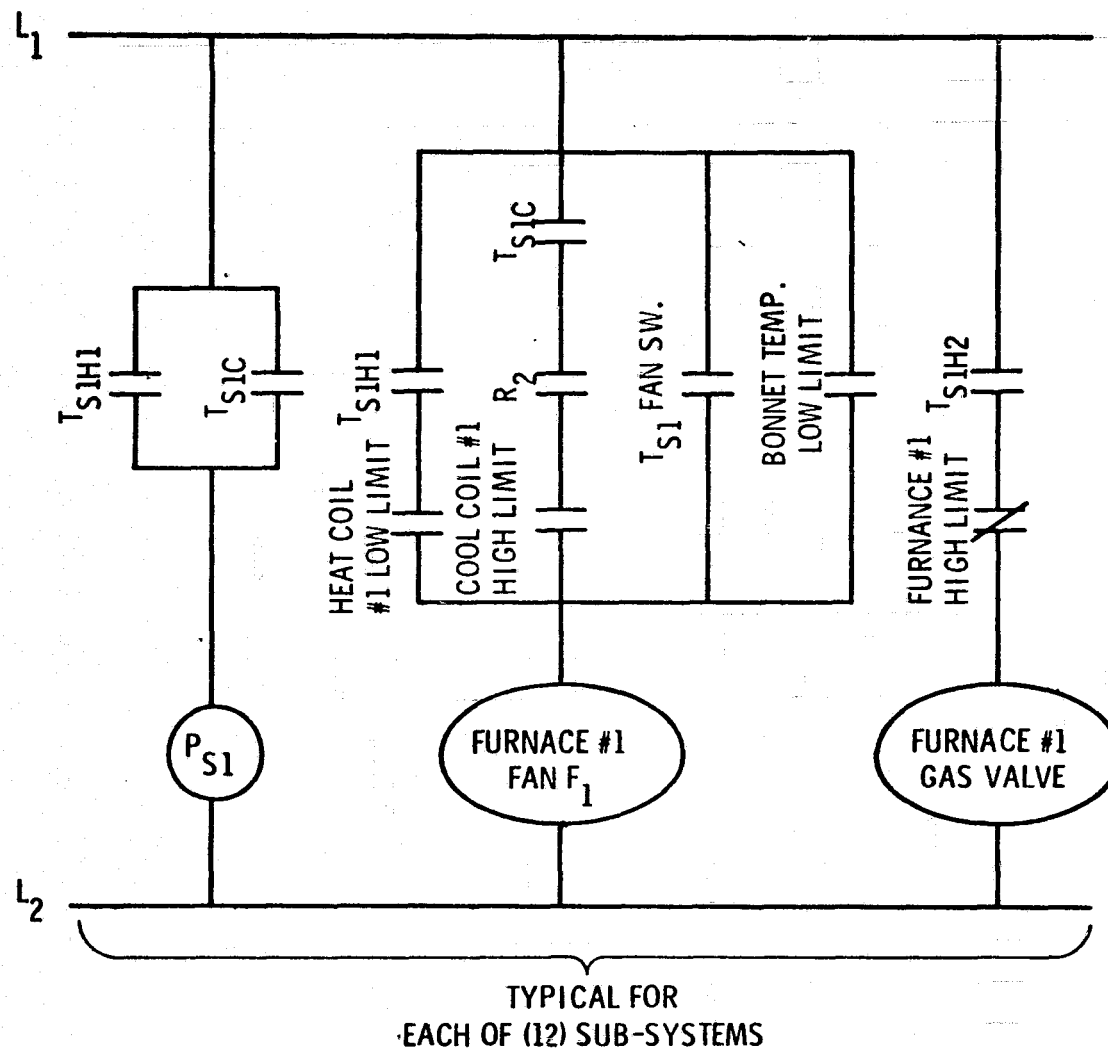 L1
TS1H1
TS1C
TS1H1
HEAT COIL
#1 LOW LIMIT
TS1C
R2
COOL COIL #1
HIGH LIMIT
TS1 FAN SW.
BONNET TEMP.
LOW LIMIT
TS1H2
FURNANCE #1
HIGH LIMIT
PS1
FURNACE #1
FAN F1
FURNACE #1
GAS VALVE
L2
TYPICAL FOR
EACH OF (12) SUB-SYSTEMS